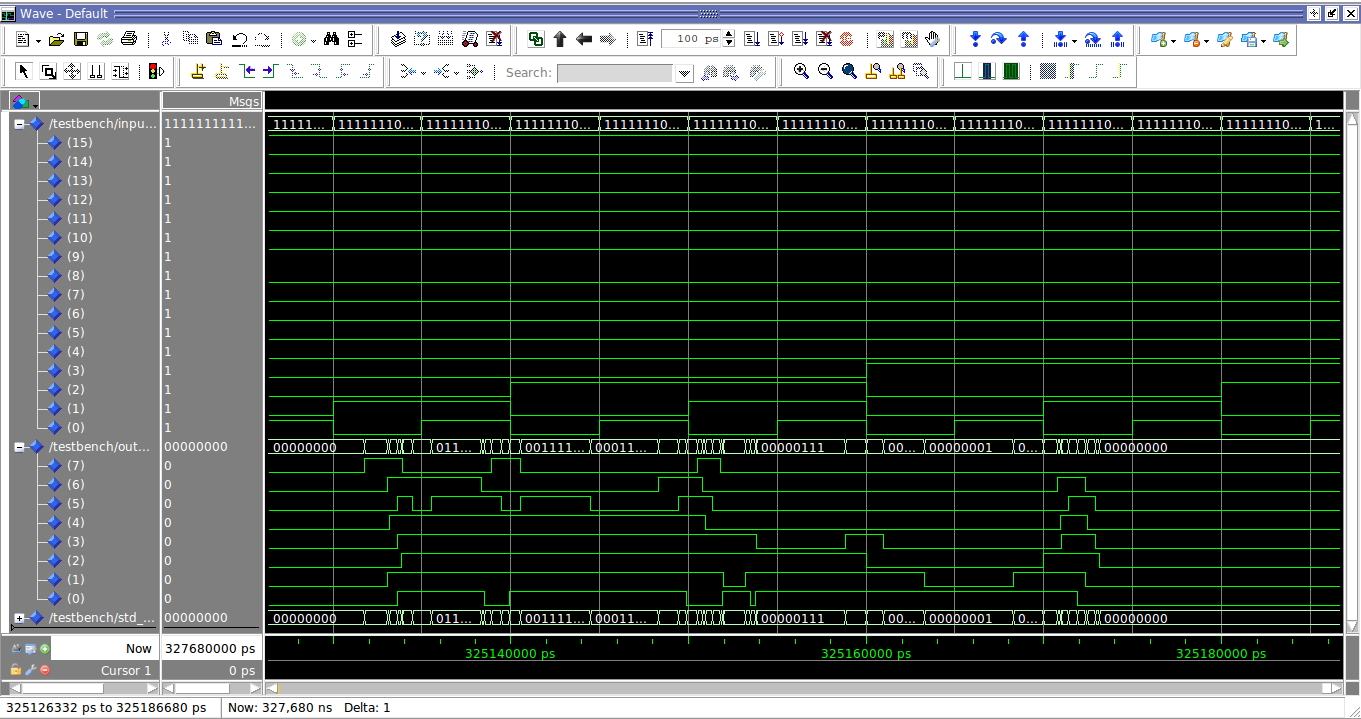 Wave - Default
100 ps
Search:
Msgs
/testbench/inpu... 1111111111... 11111... 11111110... 11111110... 11111110... 11111110... 11111110... 11111110... 11111110... 11111110... 11111110... 11111110... 11111110... 1...
(15) 1
(14) 1
(13) 1
(12) 1
(11) 1
(10) 1
(9) 1
(8) 1
(7) 1
(6) 1
(5) 1
(4) 1
(3) 1
(2) 1
(1) 1
(0) 1
/testbench/out... 00000000 00000000 011... 001111... 00011... 00000111 00... 00000001 0... 00000000
(7) 0
(6) 0
(5) 0
(4) 0
(3) 0
(2) 0
(1) 0
(0) 0
/testbench/std_... 00000000 00000000 011... 001111... 00011... 00000111 00... 00000001 0... 00000000
Now 327680000 ps 325140000 ps 325160000 ps 325180000 ps
Cursor 1 0 ps
325126332 ps to 325186680 ps Now: 327,680 ns Delta: 1